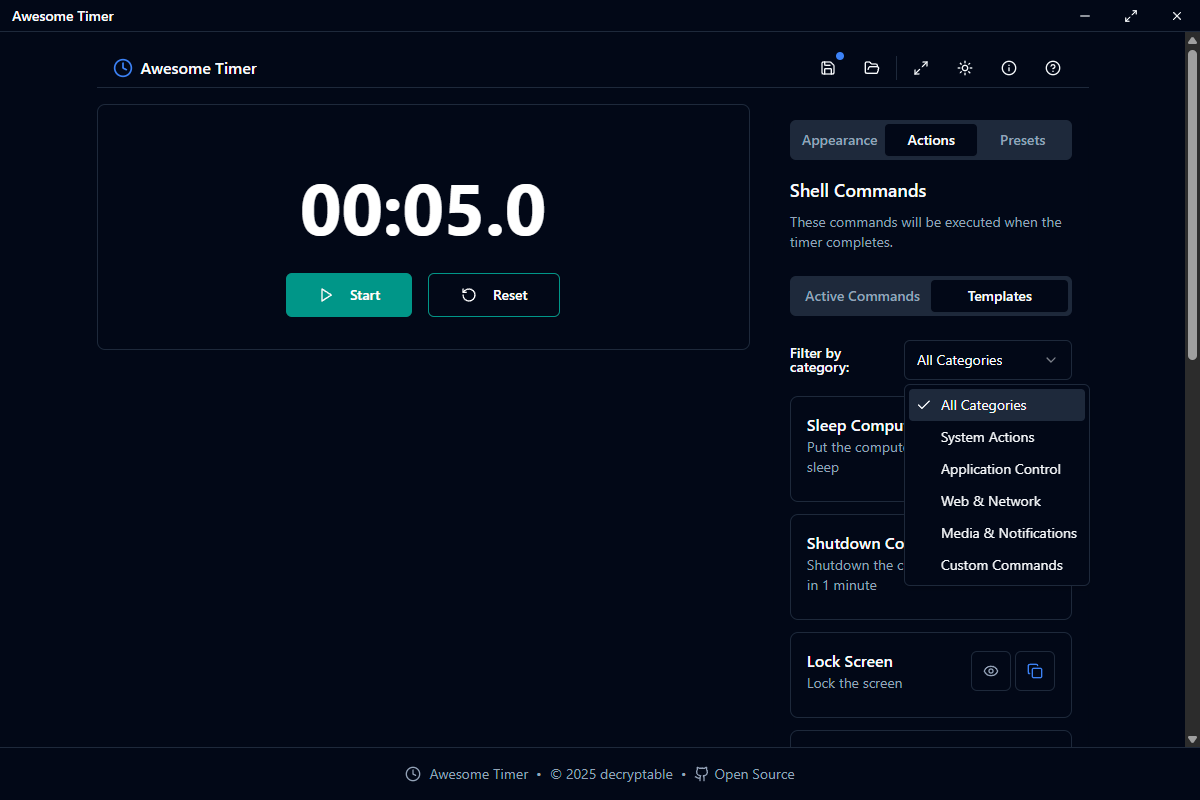 Awesome Timer
Awesome Timer
00:05.0
Start
Reset
Appearance
Actions
Presets
Shell Commands
These commands will be executed when the
timer completes.
Active Commands
Templates
Filter by
category:
All Categories
All Categories
System Actions
Application Control
Web & Network
Media & Notifications
Custom Commands
Sleep Compu
Put the comput
sleep
Shutdown Co
Shutdown the c
in 1 minute
Lock Screen
Lock the screen
Awesome Timer • © 2025 decryptable • Open Source